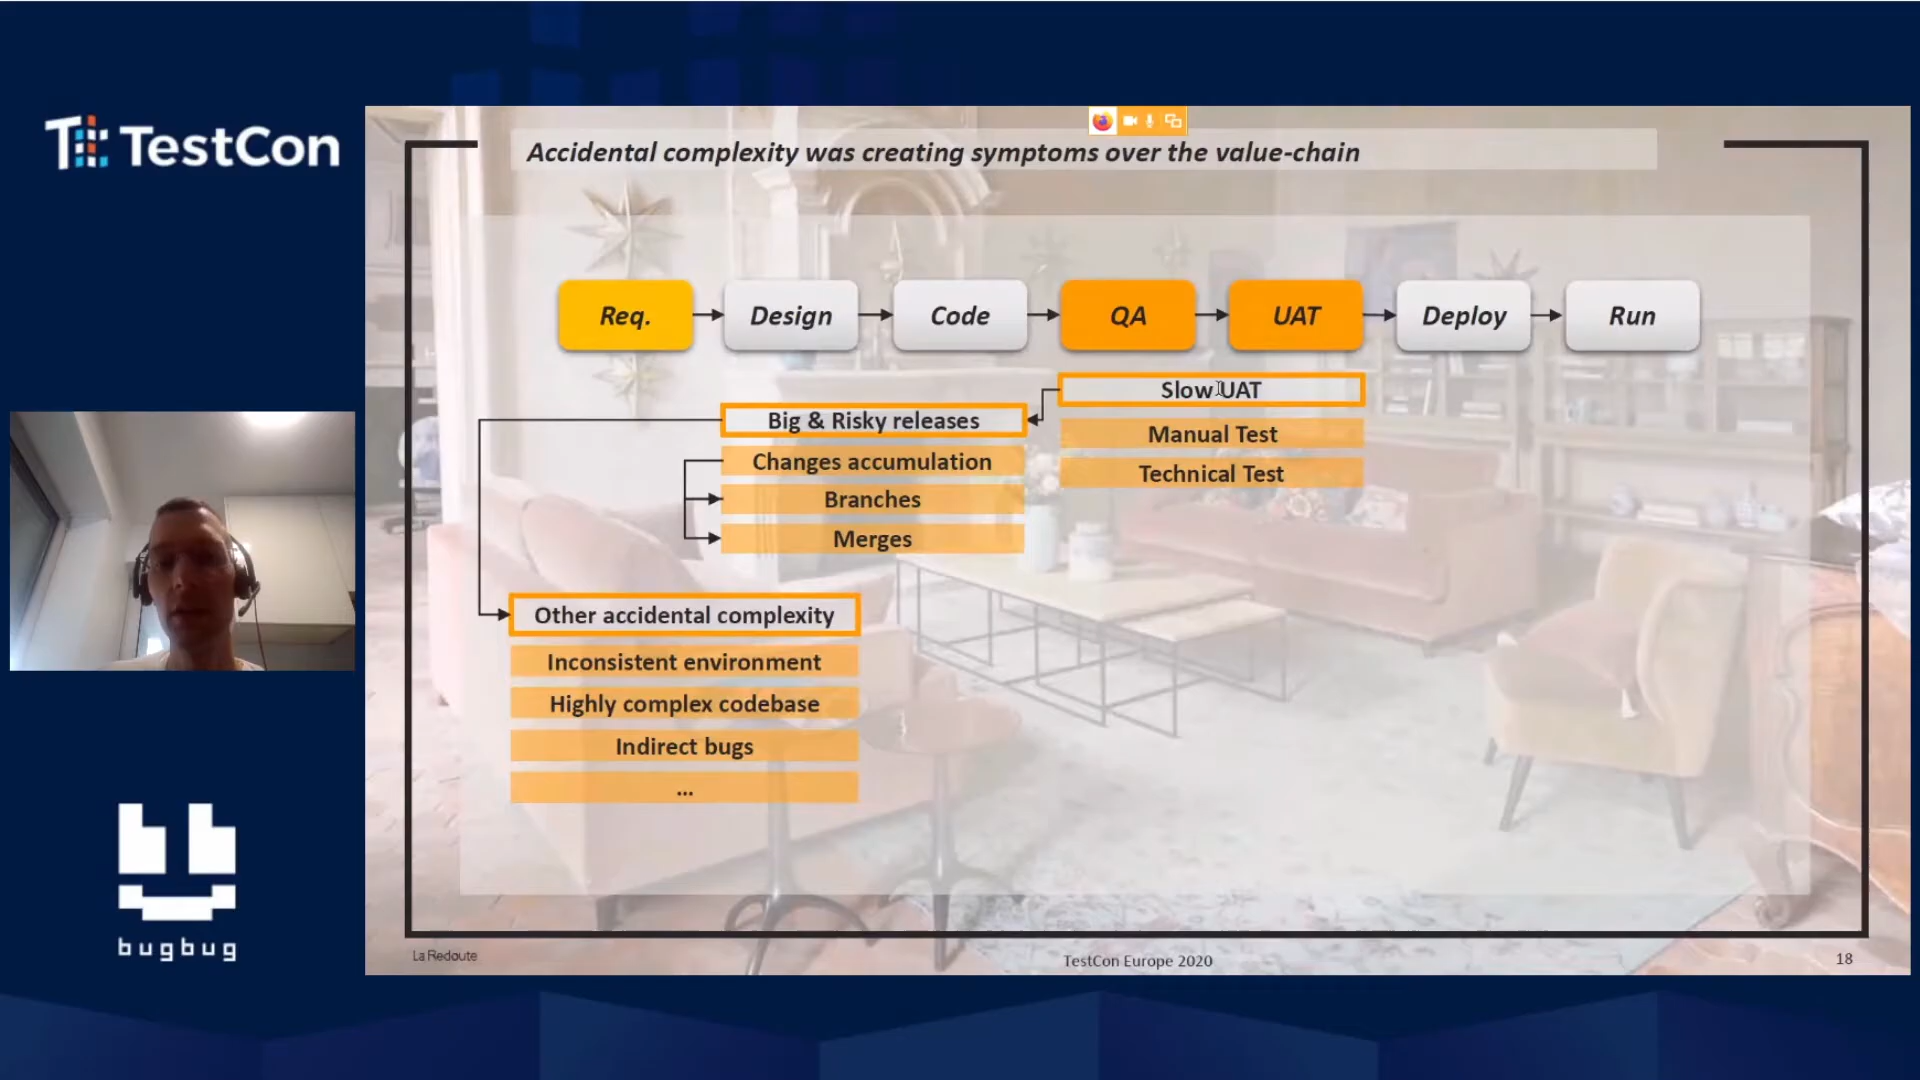 TestCon
Accidental complexity was creating symptoms over the value-chain
Req.
Design
Code
QA
UAT
Deploy
Run
Slow UAT
Manual Test
Technical Test
Big & Risky releases
Changes accumulation
Branches
Merges
Other accidental complexity
Inconsistent environment
Highly complex codebase
Indirect bugs
...
bugbug
La Redoute
TestCon Europe 2020
18